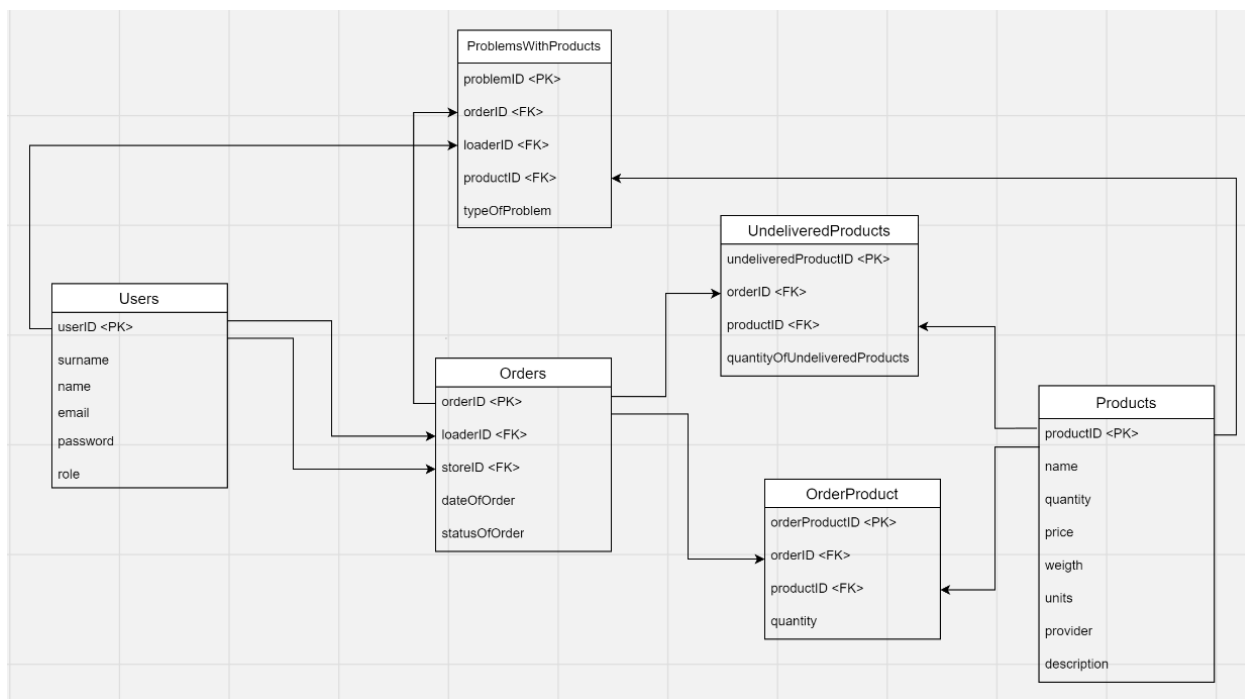 ProblemsWithProducts
problemID <PK>
orderID <FK>
loaderID <FK>
productID <FK>
typeOfProblem
UndeliveredProducts
undeliveredProductID <PK>
orderID <FK>
productID <FK>
quantityOfUndeliveredProducts
Users
userID <PK>
surname
name
email
password
role
Orders
orderID <PK>
loaderID <FK>
storeID <FK>
dateOfOrder
statusOfOrder
OrderProduct
orderProductID <PK>
orderID <FK>
productID <FK>
quantity
Products
productID <PK>
name
quantity
price
weigth
units
provider
description